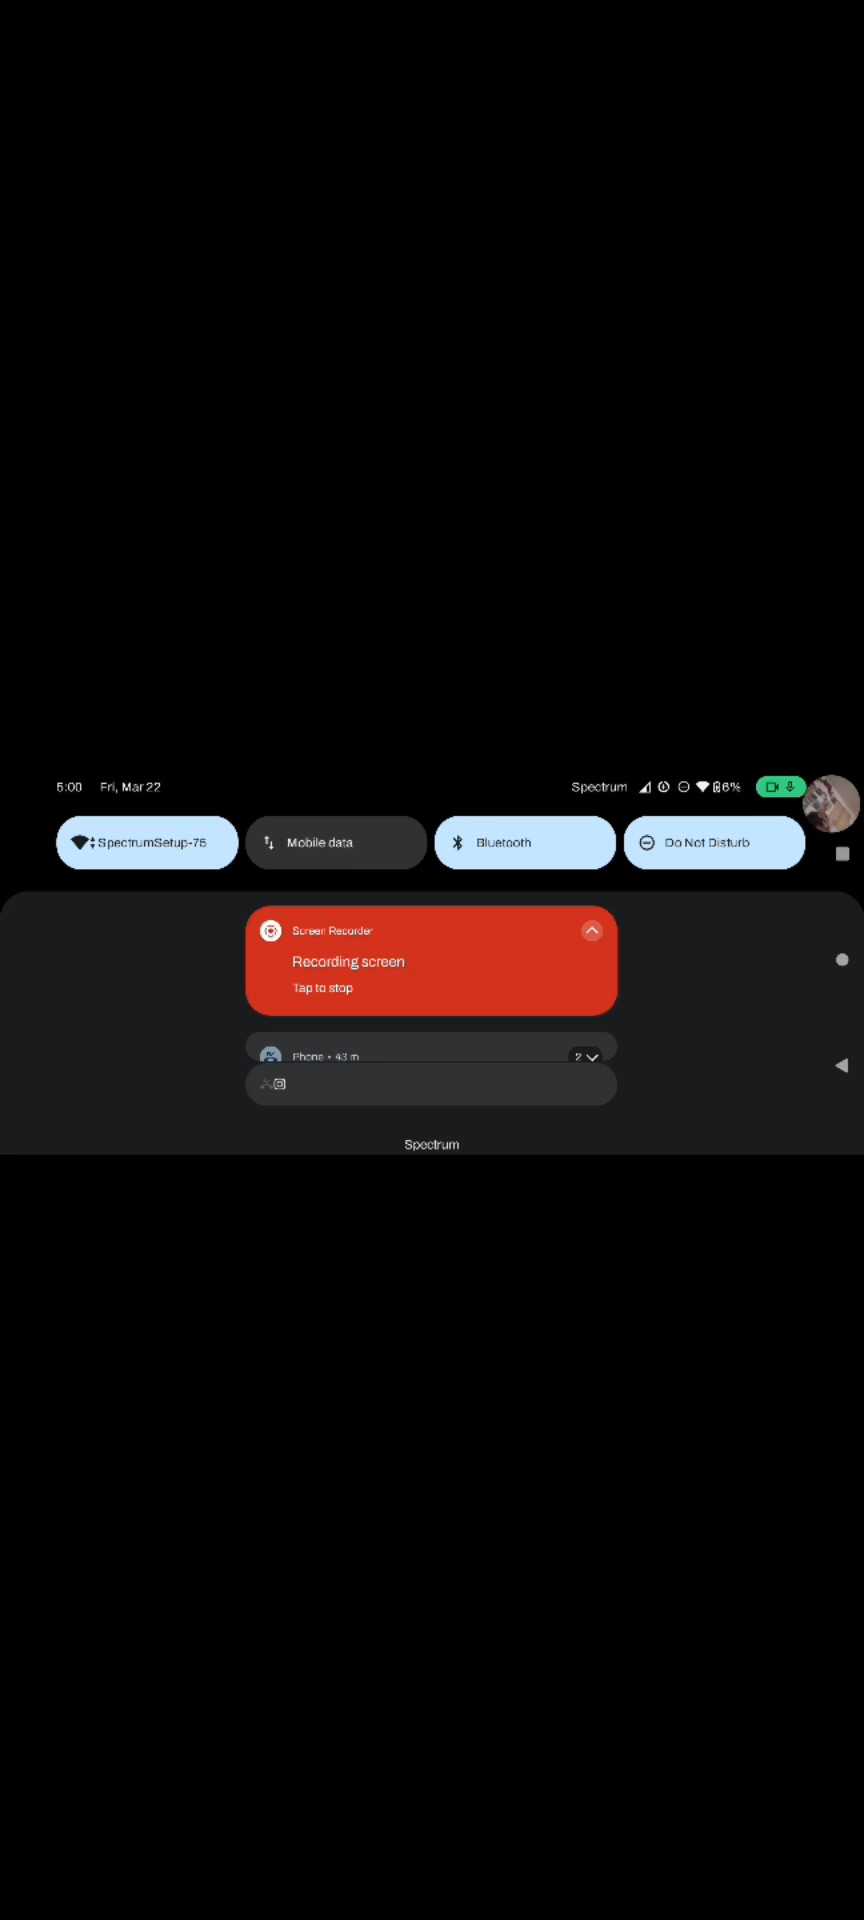 5:00 Fri, Mar 22 Spectrum 86%
SpectrumSetup-75 Mobile data Bluetooth Do Not Disturb
Screen Recorder
Recording screen
Tap to stop
Phone • 43 m 2
Spectrum